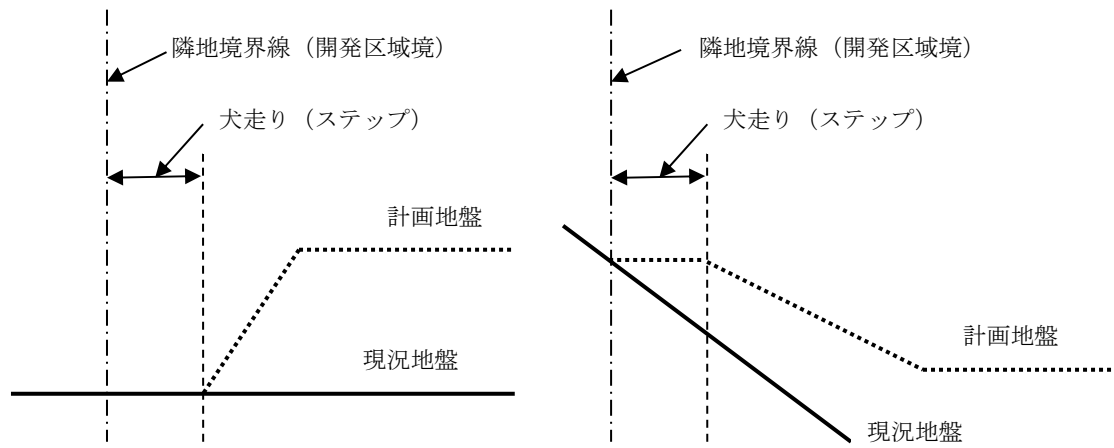 隣地境界線（開発区域境）
犬走り（ステップ）
計画地盤
現況地盤
隣地境界線（開発区域境）
犬走り（ステップ）
計画地盤
現況地盤